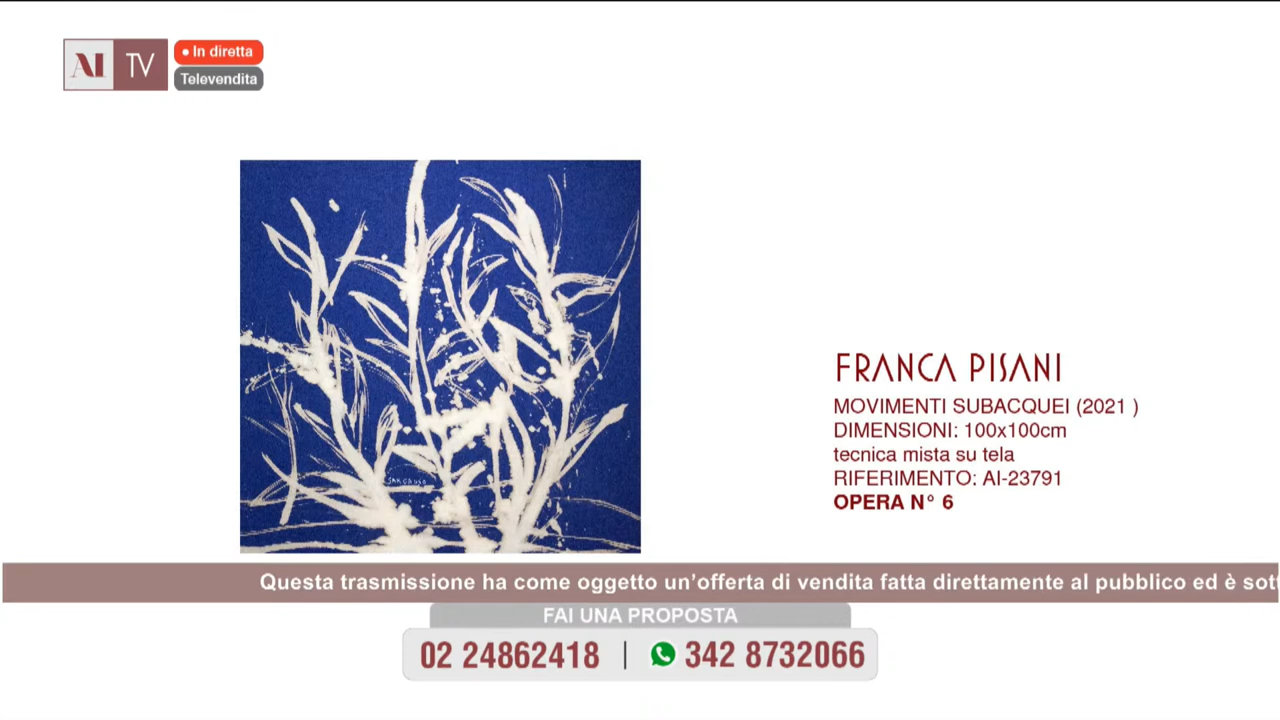 AI TV
• In diretta
Televendita
FRANCA PISANI
MOVIMENTI SUBACQUEI (2021 )
DIMENSIONI: 100x100cm
tecnica mista su tela
RIFERIMENTO: AI-23791
OPERA N° 6
Questa trasmissione ha come oggetto un’offerta di vendita fatta direttamente al pubblico ed è sott
FAI UNA PROPOSTA
02 24862418 | 342 8732066